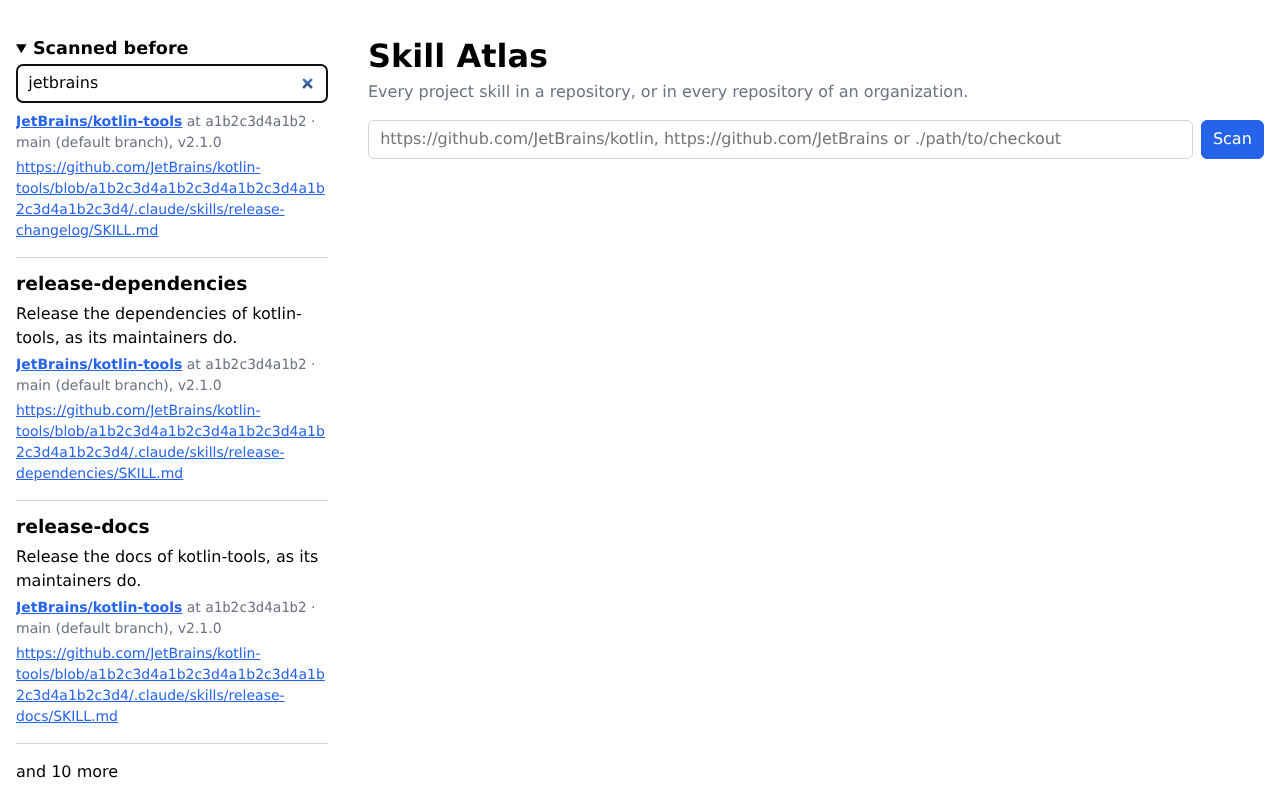 ▼ Scanned before
jetbrains
JetBrains/kotlin-tools at a1b2c3d4a1b2 ·
main (default branch), v2.1.0
https://github.com/JetBrains/kotlin-
tools/blob/a1b2c3d4a1b2c3d4a1b2c3d4a1b
2c3d4a1b2c3d4/.claude/skills/release-
changelog/SKILL.md
release-dependencies
Release the dependencies of kotlin-
tools, as its maintainers do.
JetBrains/kotlin-tools at a1b2c3d4a1b2 ·
main (default branch), v2.1.0
https://github.com/JetBrains/kotlin-
tools/blob/a1b2c3d4a1b2c3d4a1b2c3d4a1b
2c3d4a1b2c3d4/.claude/skills/release-
dependencies/SKILL.md
release-docs
Release the docs of kotlin-tools, as its
maintainers do.
JetBrains/kotlin-tools at a1b2c3d4a1b2 ·
main (default branch), v2.1.0
https://github.com/JetBrains/kotlin-
tools/blob/a1b2c3d4a1b2c3d4a1b2c3d4a1b
2c3d4a1b2c3d4/.claude/skills/release-
docs/SKILL.md
and 10 more
Skill Atlas
Every project skill in a repository, or in every repository of an organization.
https://github.com/JetBrains/kotlin, https://github.com/JetBrains or ./path/to/checkout
Scan